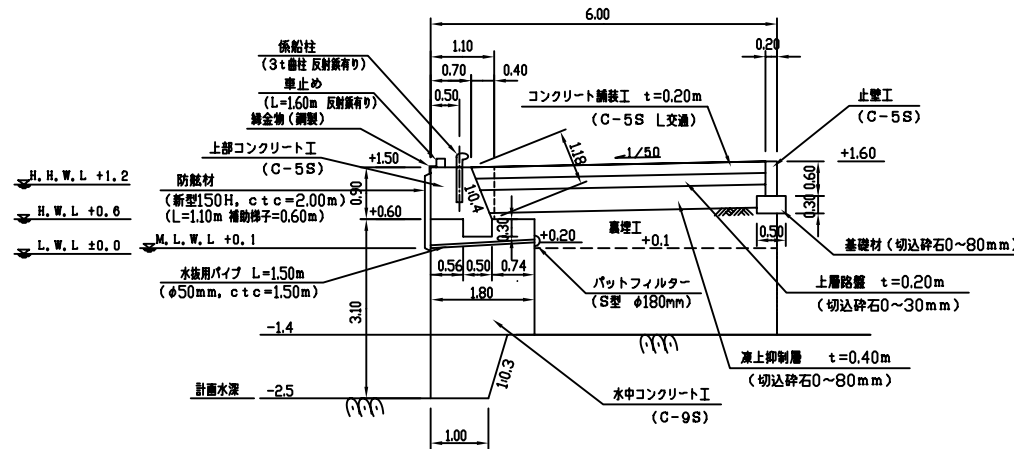 6.00
係船柱
(3t曲柱 反射鋲有り)
1.10
0.20
0.70
0.40
車止め
(L=1.60m 反射鋲有り)
0.50
コンクリート舗装工 t=0.20m
(C-5S L交通)
止壁工
(C-5S)
縁金物(鋼製)
上部コンクリート工
(C-5S)
+1.50
1.18
1/50
+1.60
H.H.W.L +1.2
防舷材
(新型150H, ctc=2.00m)
(L=1.10m 補助梯子=0.60m)
0.90
1:0.4
0.60
H.W.L +0.6
+0.60
0.30
0.30
裏埋工
L.W.L ±0.0
M.L.W.L +0.1
+0.20
+0.1
0.50
基礎材(切込砕石0~80mm)
水抜用パイプ L=1.50m
(φ50mm, ctc=1.50m)
0.56
0.50
0.74
1.80
パットフィルター
(S型 φ180mm)
上層路盤 t=0.20m
(切込砕石0~30mm)
3.10
-1.4
凍上抑制層 t=0.40m
(切込砕石0~80mm)
1:0.3
計画水深
-2.5
水中コンクリート工
(C-9S)
1.00